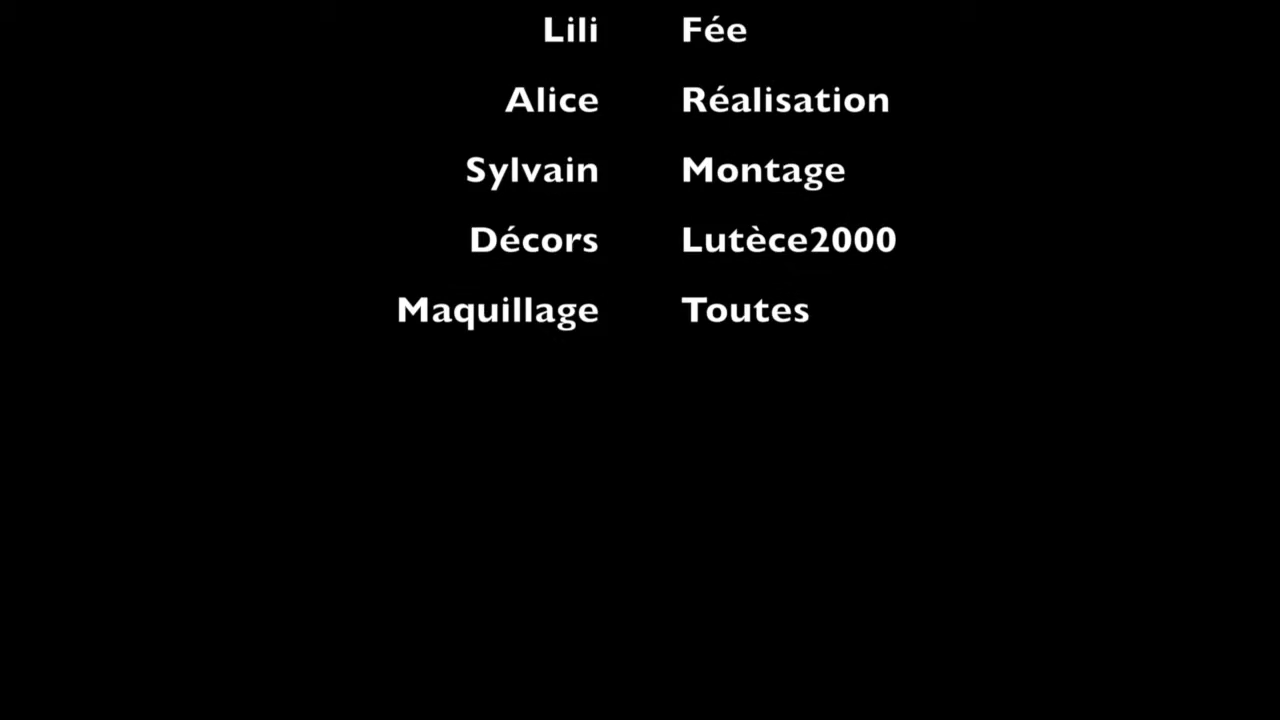 Lili Fée
Alice Réalisation
Sylvain Montage
Décors Lutèce2000
Maquillage Toutes